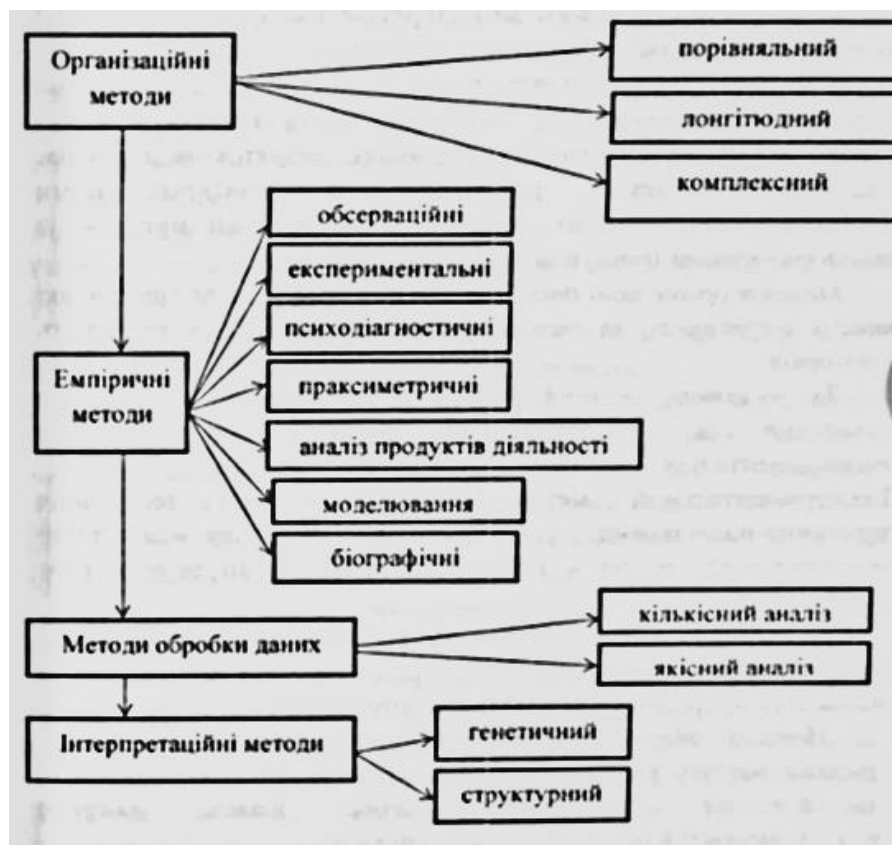 Організаційні
методи
порівняльний
лонгітюдний
комплексний
Емпіричні
методи
обсерваційні
експериментальні
психодіагностичні
праксиметричні
аналіз продуктів діяльності
моделювання
біографічні
Методи обробки даних
кількісний аналіз
якісний аналіз
Інтерпретаційні методи
генетичний
структурний